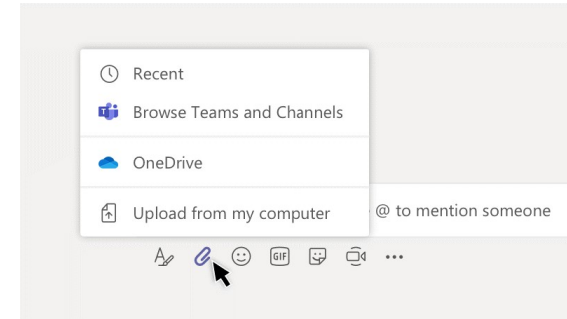 Recent
Browse Teams and Channels
OneDrive
Upload from my computer
@ to mention someone
GIF